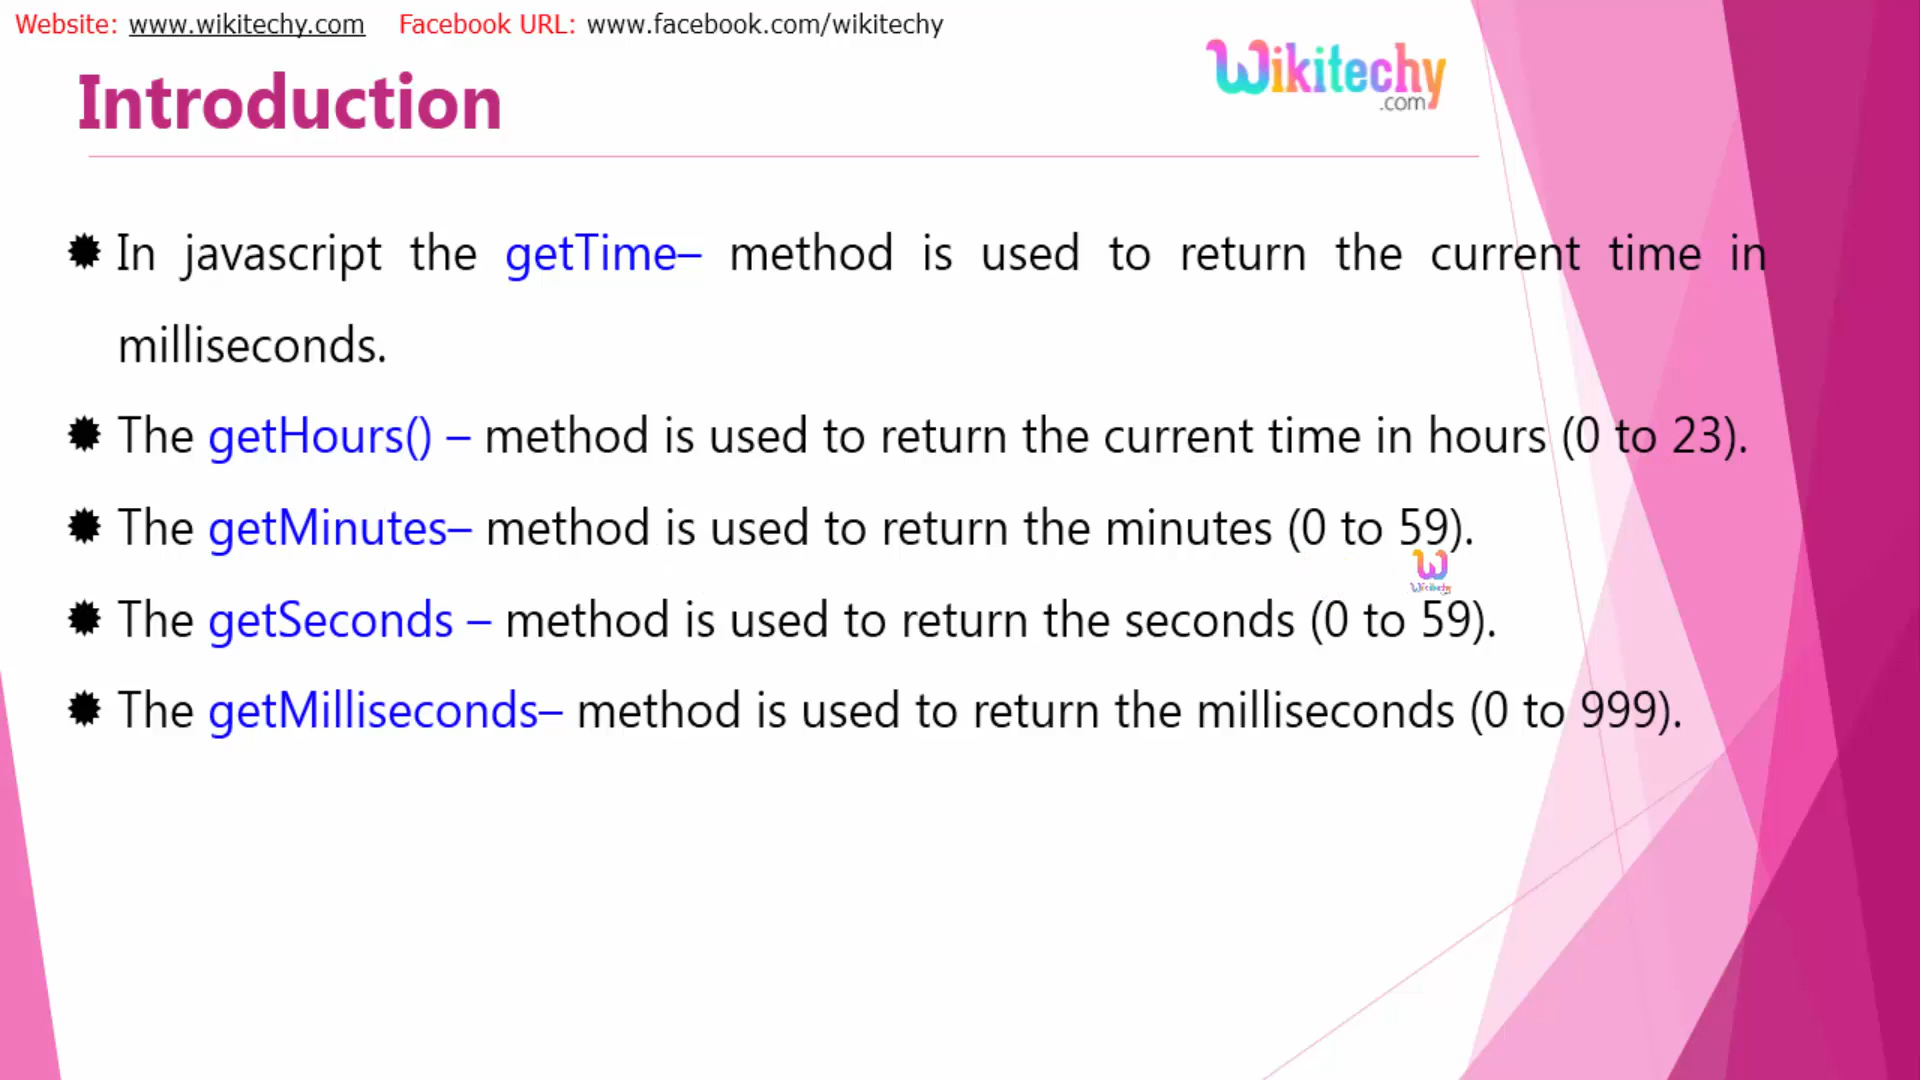 Website: www.wikitechy.com Facebook URL: www.facebook.com/wikitechy
Wikitechy
.com
Introduction
In javascript the getTime– method is used to return the current time in
milliseconds.
The getHours() – method is used to return the current time in hours (0 to 23).
The getMinutes– method is used to return the minutes (0 to 59).
W
Wikitechy
The getSeconds – method is used to return the seconds (0 to 59).
The getMilliseconds– method is used to return the milliseconds (0 to 999).